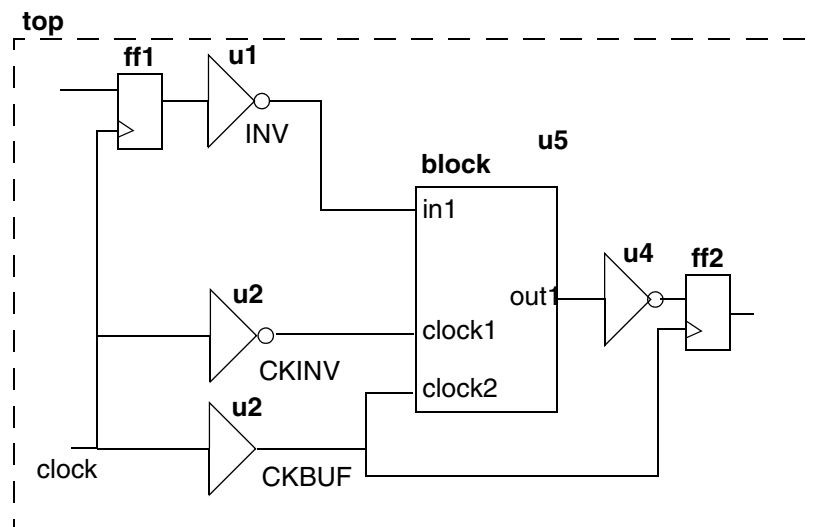 top
ff1
u1
INV
u5
block
in1
u4
ff2
u2
out1
clock1
CKINV
clock2
u2
clock
CKBUF